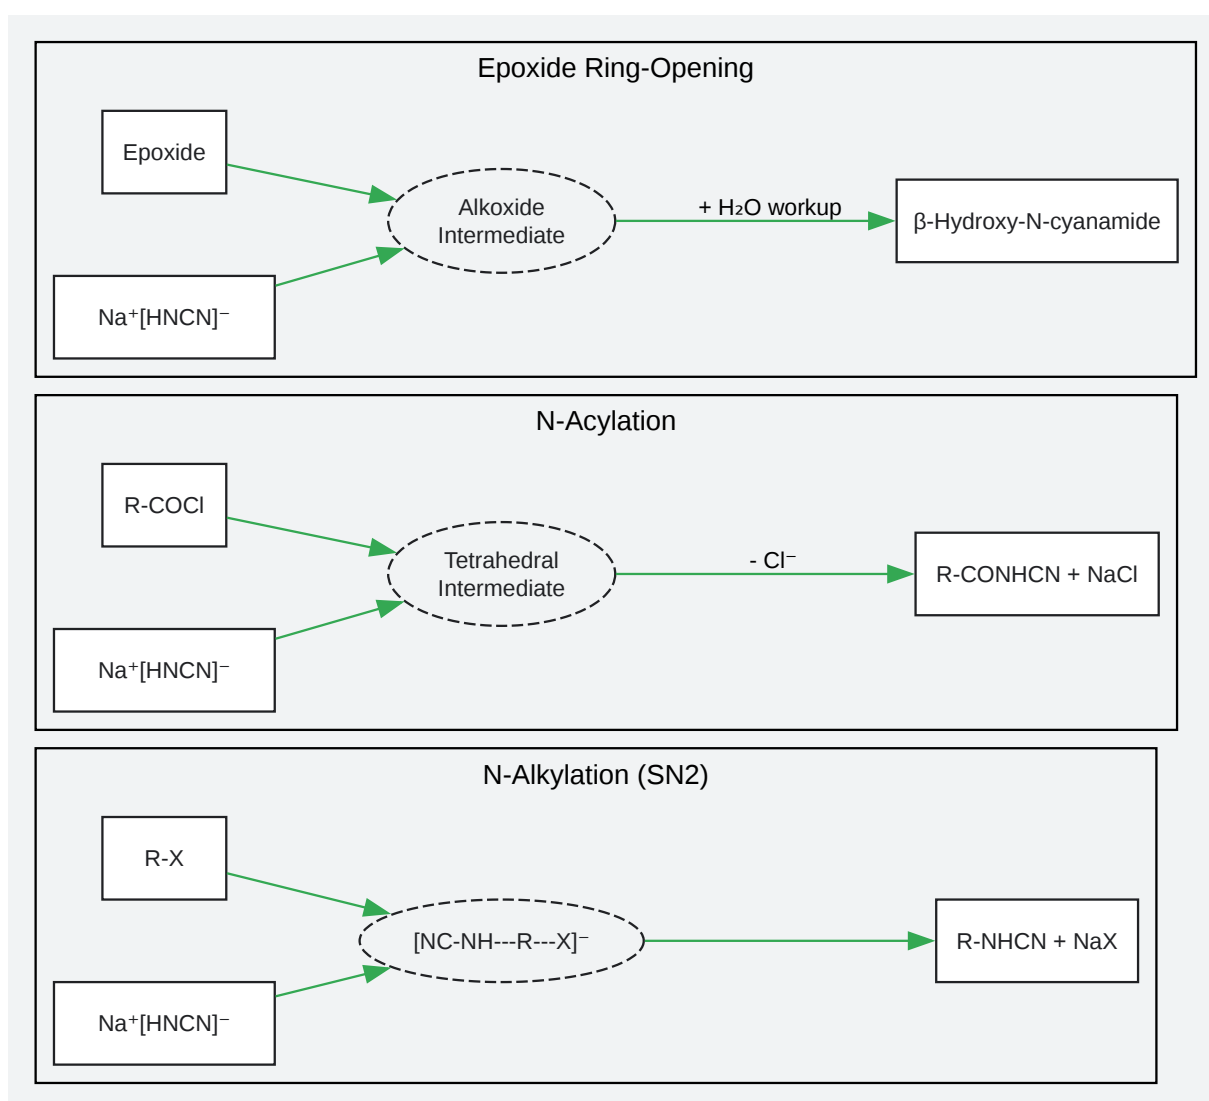 Epoxide Ring-Opening
Epoxide
Alkoxide
Intermediate
+ H₂O workup
β-Hydroxy-N-cyanamide
Na⁺[HNCN]⁻
N-Acylation
R-COCl
Tetrahedral
Intermediate
- Cl⁻
R-CONHCN + NaCl
Na⁺[HNCN]⁻
N-Alkylation (SN2)
R-X
[NC-NH---R---X]⁻
R-NHCN + NaX
Na⁺[HNCN]⁻